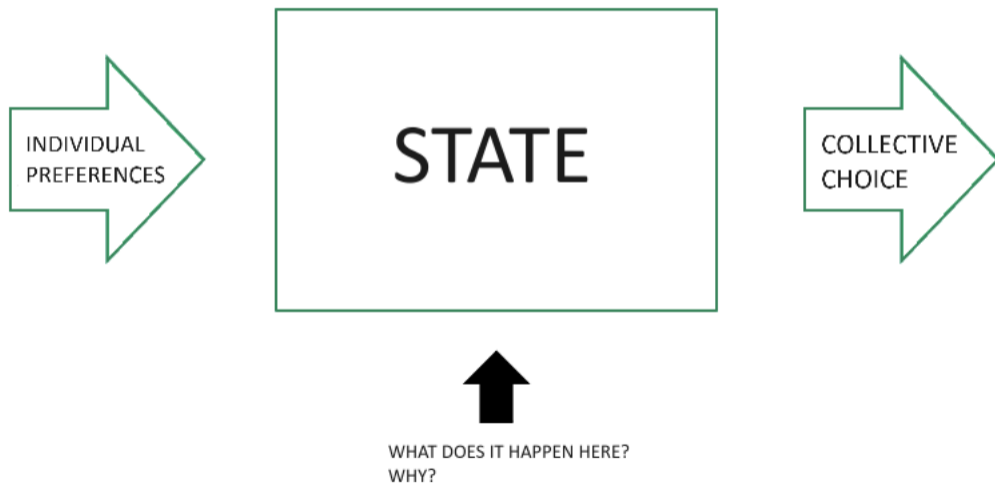 INDIVIDUAL
PREFERENCES
STATE
COLLECTIVE
CHOICE
WHAT DOES IT HAPPEN HERE?
WHY?